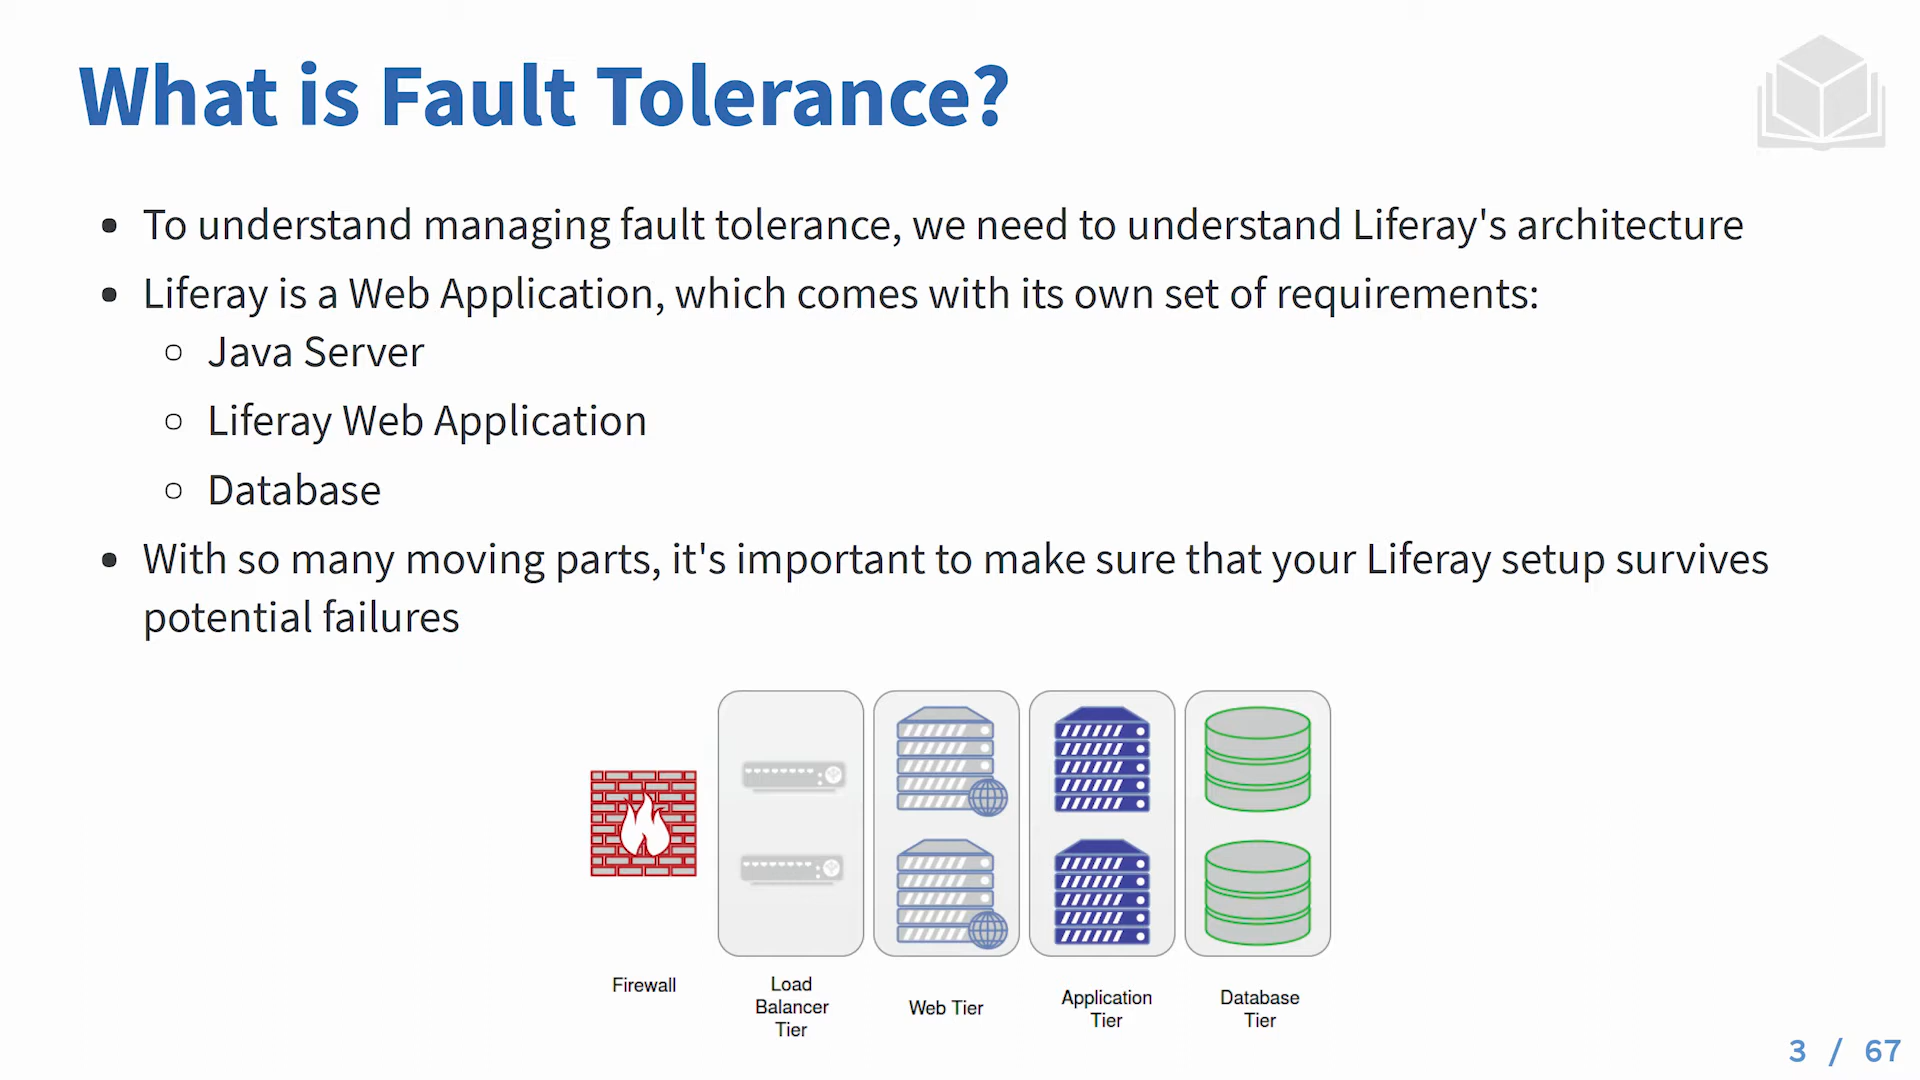 What is Fault Tolerance?
To understand managing fault tolerance, we need to understand Liferay's architecture
Liferay is a Web Application, which comes with its own set of requirements:
Java Server
Liferay Web Application
Database
With so many moving parts, it's important to make sure that your Liferay setup survives
potential failures
Firewall
Load
Balancer
Tier
Web Tier
Application
Tier
Database
Tier
3 / 67